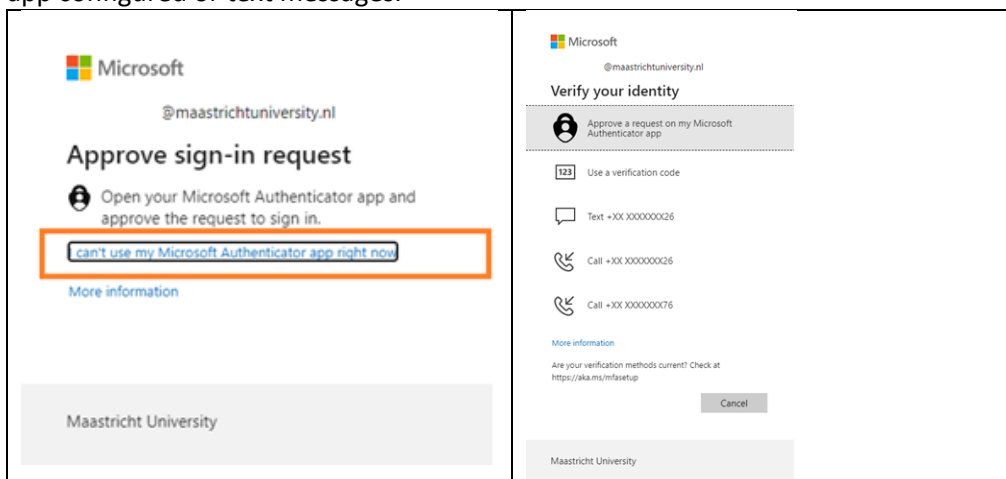 app configured or text messages.
Microsoft
@maastrichtuniversity.nl
Approve sign-in request
Open your Microsoft Authenticator app and
approve the request to sign in.
I can't use my Microsoft Authenticator app right now
More information
Maastricht University
Microsoft
@maastrichtuniversity.nl
Verify your identity
Approve a request on my Microsoft
Authenticator app
123 Use a verification code
Text +XX XXXXXXX26
Call +XX XXXXXXX26
Call +XX XXXXXXX76
More information
Are your verification methods current? Check at
https://aka.ms/mfasetup
Cancel
Maastricht University